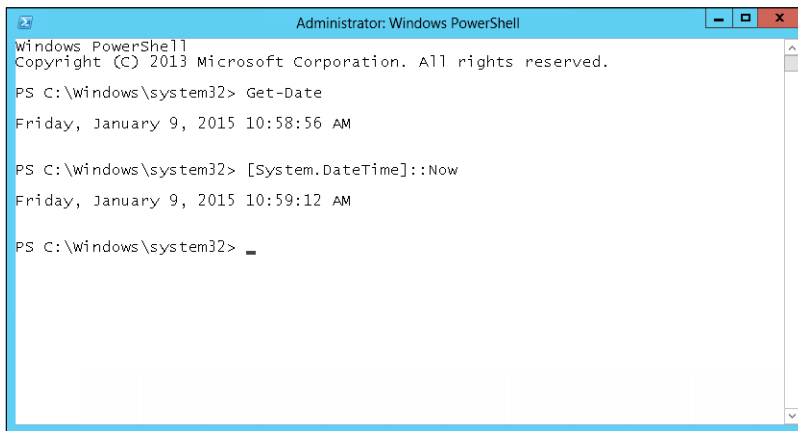 Administrator: Windows PowerShell
Windows PowerShell
Copyright (C) 2013 Microsoft Corporation. All rights reserved.
PS C:\Windows\system32> Get-Date
Friday, January 9, 2015 10:58:56 AM
PS C:\Windows\system32> [System.DateTime]::Now
Friday, January 9, 2015 10:59:12 AM
PS C:\Windows\system32> _